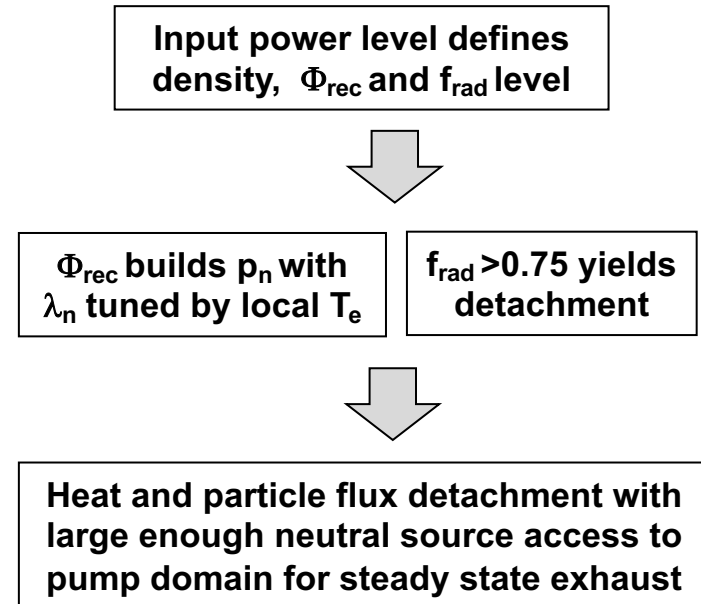 Input power level defines
density, Φrec and frad level
Φrec builds pn with
λn tuned by local Te
frad >0.75 yields
detachment
Heat and particle flux detachment with
large enough neutral source access to
pump domain for steady state exhaust